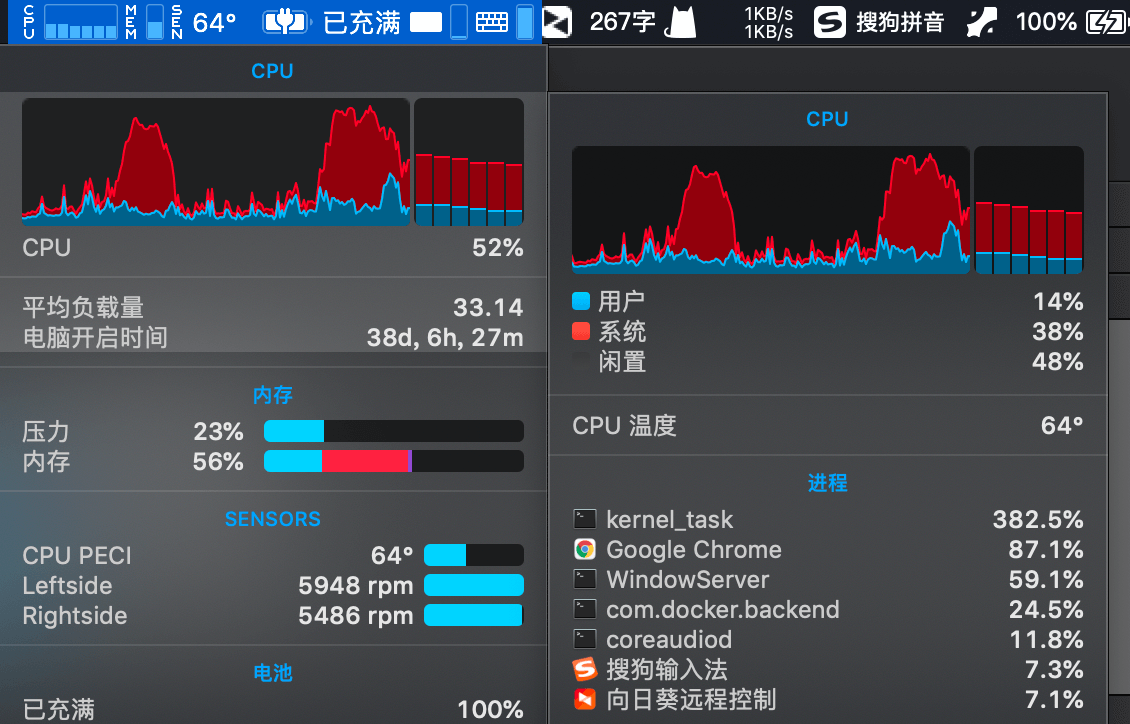 CPU MEM SEN 64° 已充满 267字 1KB/s 1KB/s 搜狗拼音 100%
CPU
CPU 52%
平均负载量 33.14
电脑开启时间 38d, 6h, 27m
内存
压力 23%
内存 56%
SENSORS
CPU PECI 64°
Leftside 5948 rpm
Rightside 5486 rpm
电池
已充满 100%
CPU
用户 14%
系统 38%
闲置 48%
CPU 温度 64°
进程
kernel_task 382.5%
Google Chrome 87.1%
WindowServer 59.1%
com.docker.backend 24.5%
coreaudiod 11.8%
搜狗输入法 7.3%
向日葵远程控制 7.1%